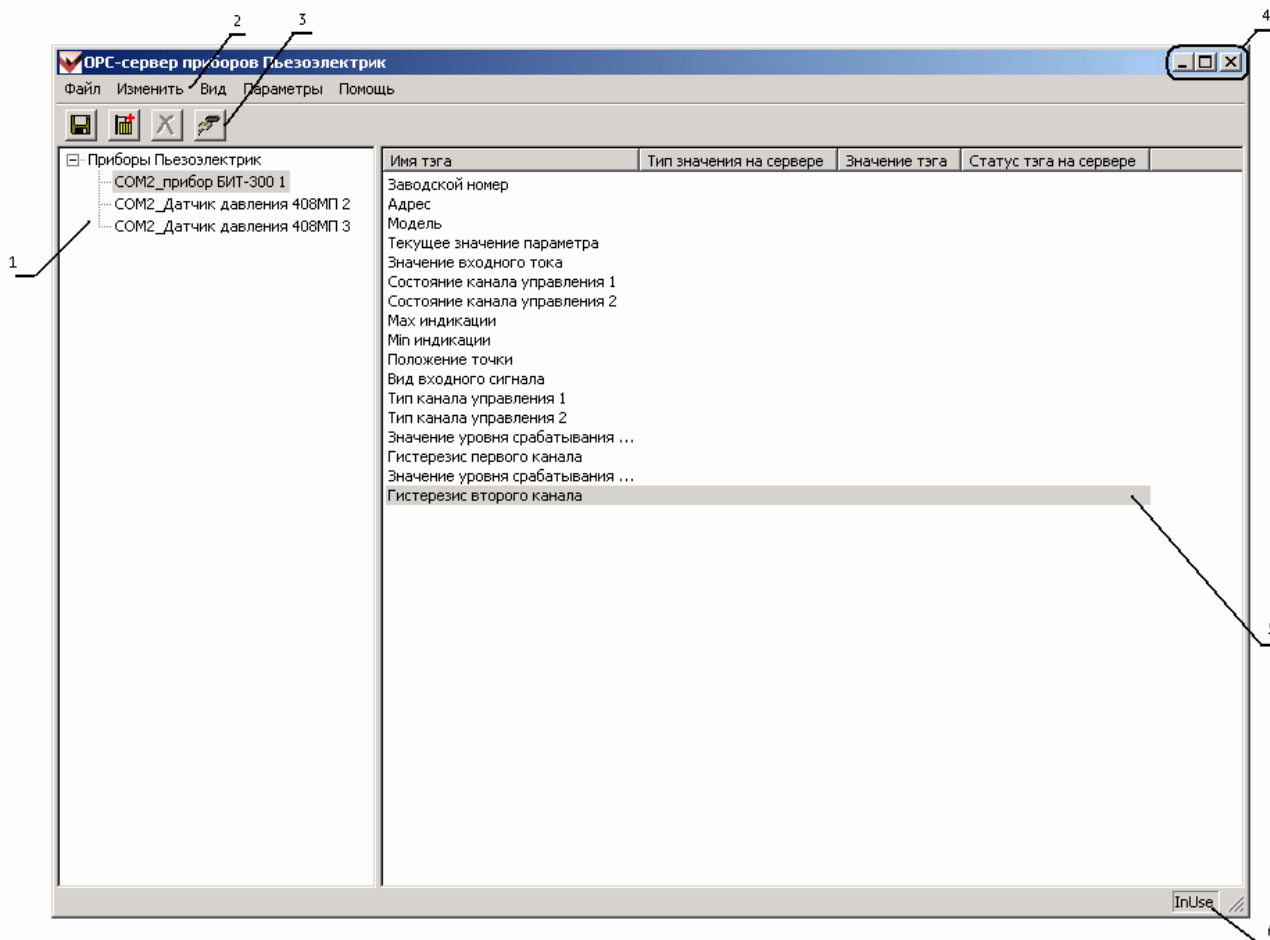 2
3
4
ОРС-сервер приборов Пьезоэлектрик
Файл Изменить Вид Параметры Помощь
Приборы Пьезоэлектрик
COM2_прибор БИТ-300 1
COM2_Датчик давления 408МП 2
COM2_Датчик давления 408МП 3
1
Имя тэга Тип значения на сервере Значение тэга Статус тэга на сервере
Заводской номер
Адрес
Модель
Текущее значение параметра
Значение входного тока
Состояние канала управления 1
Состояние канала управления 2
Max индикации
Min индикации
Положение точки
Вид входного сигнала
Тип канала управления 1
Тип канала управления 2
Значение уровня срабатывания ...
Гистерезис первого канала
Значение уровня срабатывания ...
Гистерезис второго канала
5
InUse
6